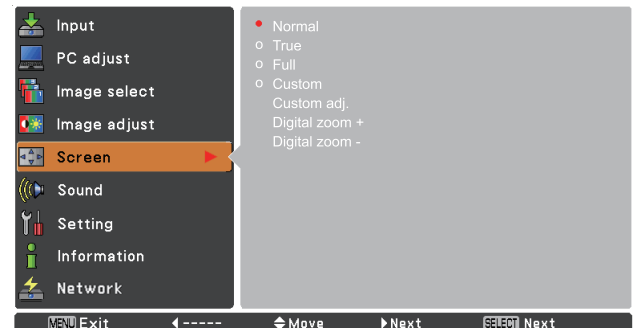 Input
PC adjust
Image select
Image adjust
Screen
Sound
Setting
Information
Network
Normal
True
Full
Custom
Custom adj.
Digital zoom +
Digital zoom -
MENU Exit ----- Move Next SELECT Next